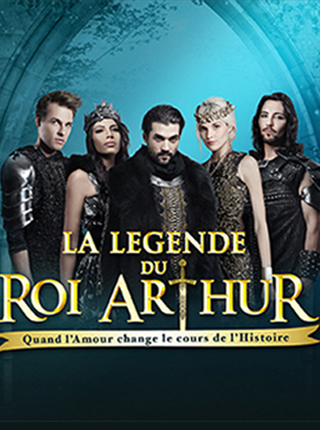 LA LEGENDE
DU
ROI ARTHUR
Quand l'Amour change le cours de l'Histoire